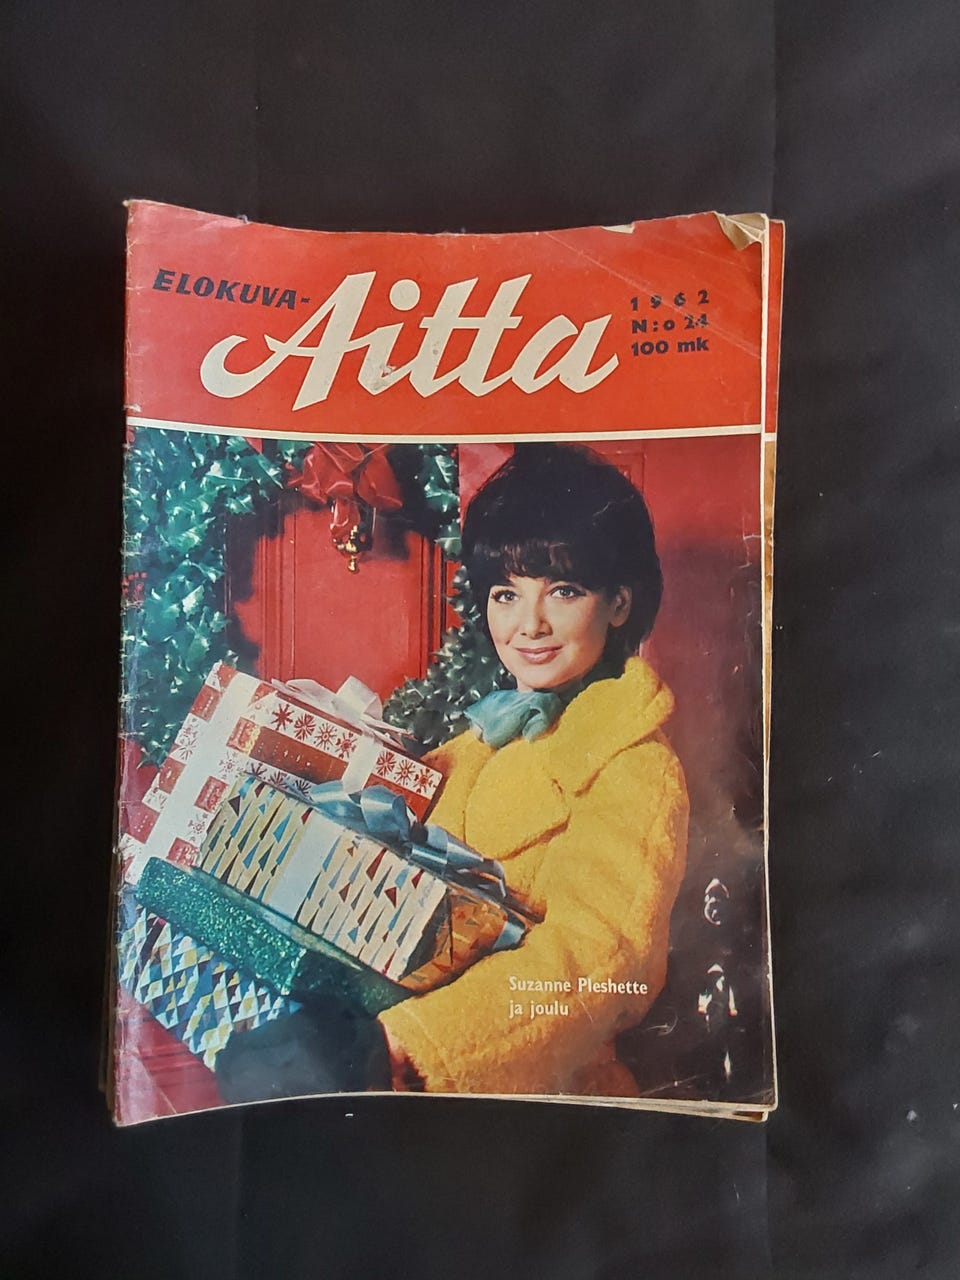 ELOKUVA-
Aitta
1962
N:o 24
100 mk
Suzanne Pleshette
ja joulu